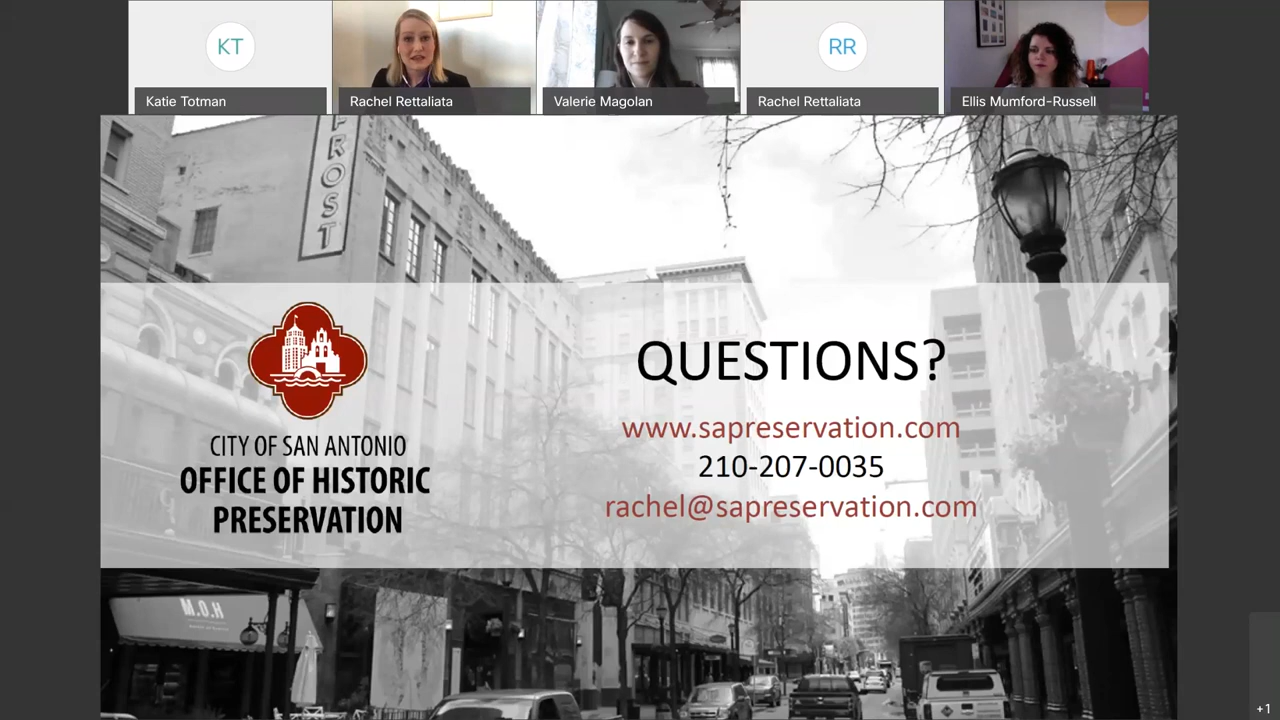 KT
RR
Katie Totman
Rachel Rettaliata
Valerie Magolan
Rachel Rettaliata
Ellis Mumford-Russell
FROST
QUESTIONS?
www.sapreservation.com
210-207-0035
rachel@sapreservation.com
CITY OF SAN ANTONIO
OFFICE OF HISTORIC
PRESERVATION
M.O.H
+1